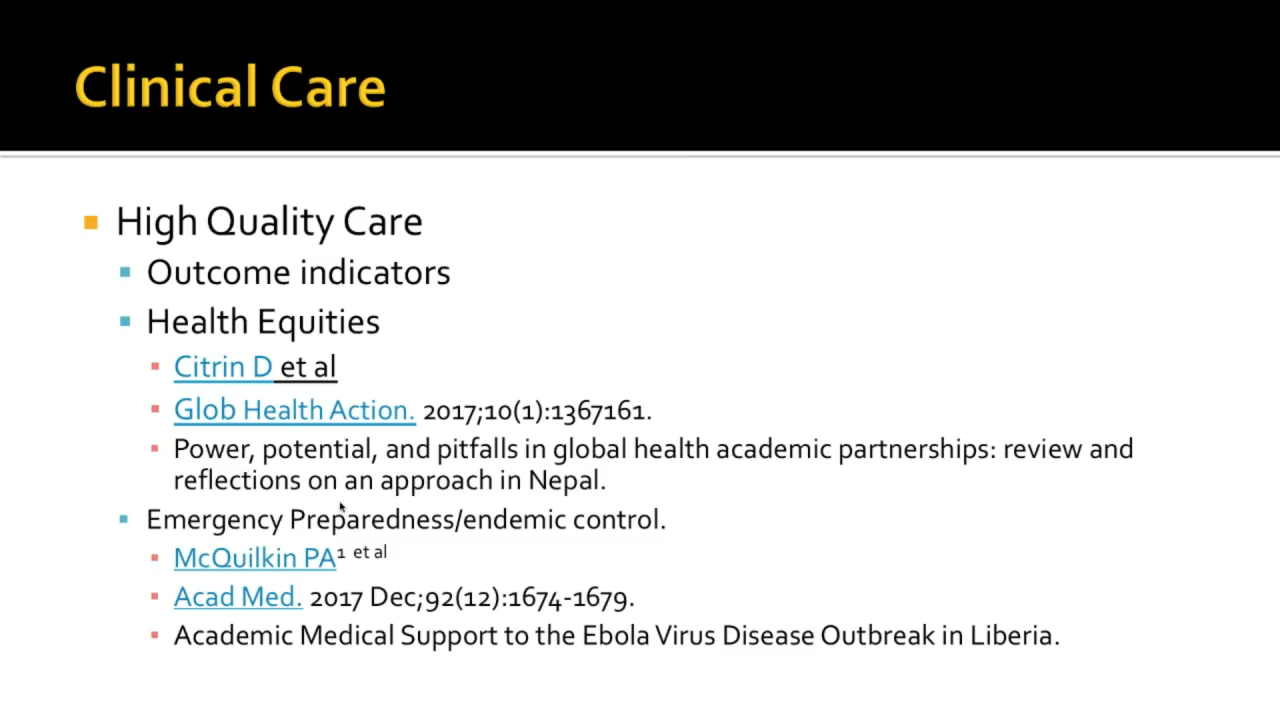 Clinical Care
High Quality Care
Outcome indicators
Health Equities
Citrin D et al
Glob Health Action. 2017;10(1):1367161.
Power, potential, and pitfalls in global health academic partnerships: review and
reflections on an approach in Nepal.
Emergency Preparedness/endemic control.
McQuilkin PA1 et al
Acad Med. 2017 Dec;92(12):1674-1679.
Academic Medical Support to the Ebola Virus Disease Outbreak in Liberia.